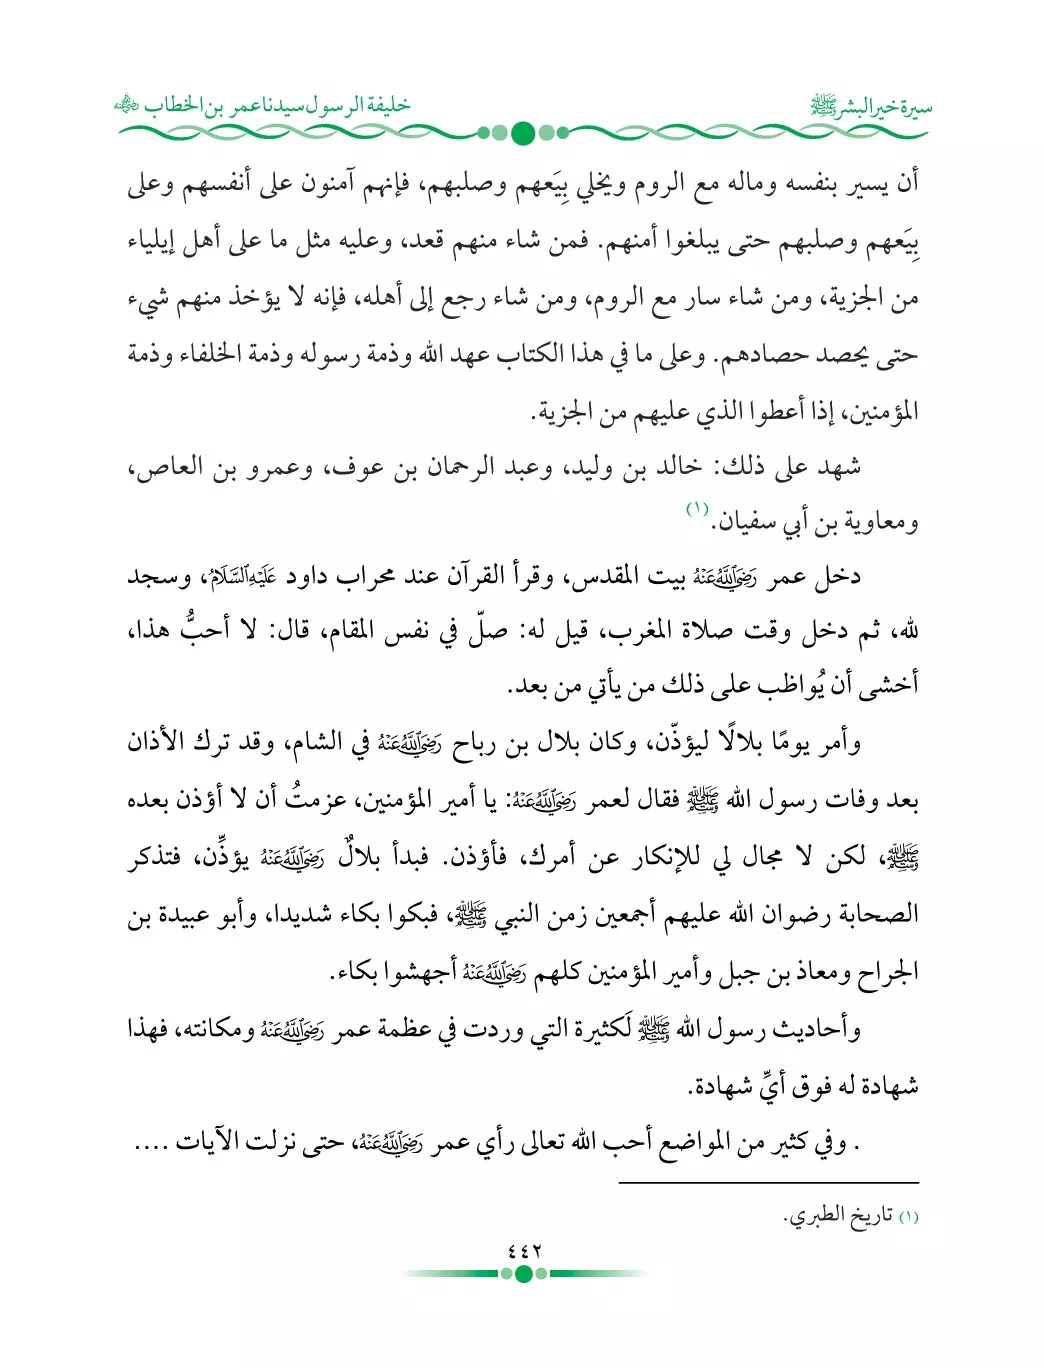 سيرة خير البشر ﷺ
خليفة الرسول سيدنا عمر بن الخطاب رضي الله عنه
أن يسير بنفسه وماله مع الروم ويخلي بِيَعهم وصلبهم، فإنهم آمنون على أنفسهم وعلى
بِيَعهم وصلبهم حتى يبلغوا أمنهم. فمن شاء منهم قعد، وعليه مثل ما على أهل إيلياء
من الجزية، ومن شاء سار مع الروم، ومن شاء رجع إلى أهله، فإنه لا يؤخذ منهم شيء
حتى يحصد حصادهم. وعلى ما في هذا الكتاب عهد الله وذمة رسوله وذمة الخلفاء وذمة
المؤمنين، إذا أعطوا الذي عليهم من الجزية.
شهد على ذلك: خالد بن وليد، وعبد الرحمان بن عوف، وعمرو بن العاص،
ومعاوية بن أبي سفيان.(١)
دخل عمر رَضِيَ اللَّهُ عَنْهُ بيت المقدس، وقرأ القرآن عند محراب داود عَلَيْهِ السَّلَامُ، وسجد
لله، ثم دخل وقت صلاة المغرب، قيل له: صلّ في نفس المقام، قال: لا أحبُّ هذا،
أخشى أن يُواظب على ذلك من يأتي من بعد.
وأمر يومًا بلالًا ليؤذّن، وكان بلال بن رباح رَضِيَ اللَّهُ عَنْهُ في الشام، وقد ترك الأذان
بعد وفات رسول الله ﷺ فقال لعمر رَضِيَ اللَّهُ عَنْهُ: يا أمير المؤمنين، عزمتُ أن لا أؤذن بعده
ﷺ، لكن لا مجال لي للإنكار عن أمرك، فأؤذن. فبدأ بلالٌ رَضِيَ اللَّهُ عَنْهُ يؤذِّن، فتذكر
الصحابة رضوان الله عليهم أجمعين زمن النبي ﷺ، فبكوا بكاء شديدا، وأبو عبيدة بن
الجراح ومعاذ بن جبل وأمير المؤمنين كلهم رَضِيَ اللَّهُ عَنْهُ أجهشوا بكاء.
وأحاديث رسول الله ﷺ لَكثيرة التي وردت في عظمة عمر رَضِيَ اللَّهُ عَنْهُ ومكانته، فهذا
شهادة له فوق أيِّ شهادة.
. وفي كثير من المواضع أحب الله تعالى رأي عمر رَضِيَ اللَّهُ عَنْهُ، حتى نزلت الآيات ....
(١) تاريخ الطبري.
٤٤٢